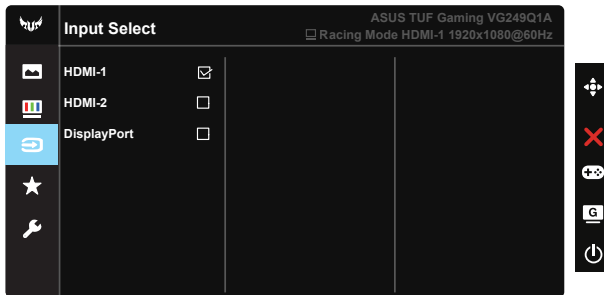 Input Select
ASUS TUF Gaming VG249Q1A
Racing Mode HDMI-1 1920x1080@60Hz
HDMI-1
HDMI-2
DisplayPort
G